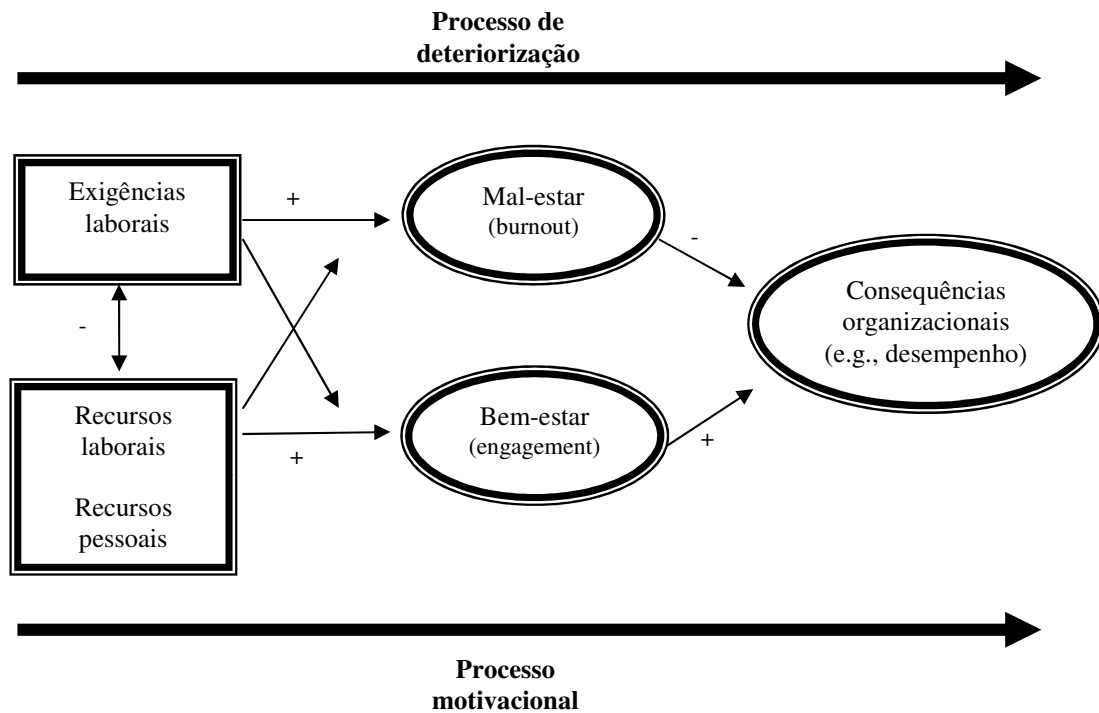 Processo de
deteriorização
Exigências
laborais
+
Mal-estar
(burnout)
-
Consequências
organizacionais
(e.g., desempenho)
-
Recursos
laborais
Recursos
pessoais
+
Bem-estar
(engagement)
+
Processo
motivacional